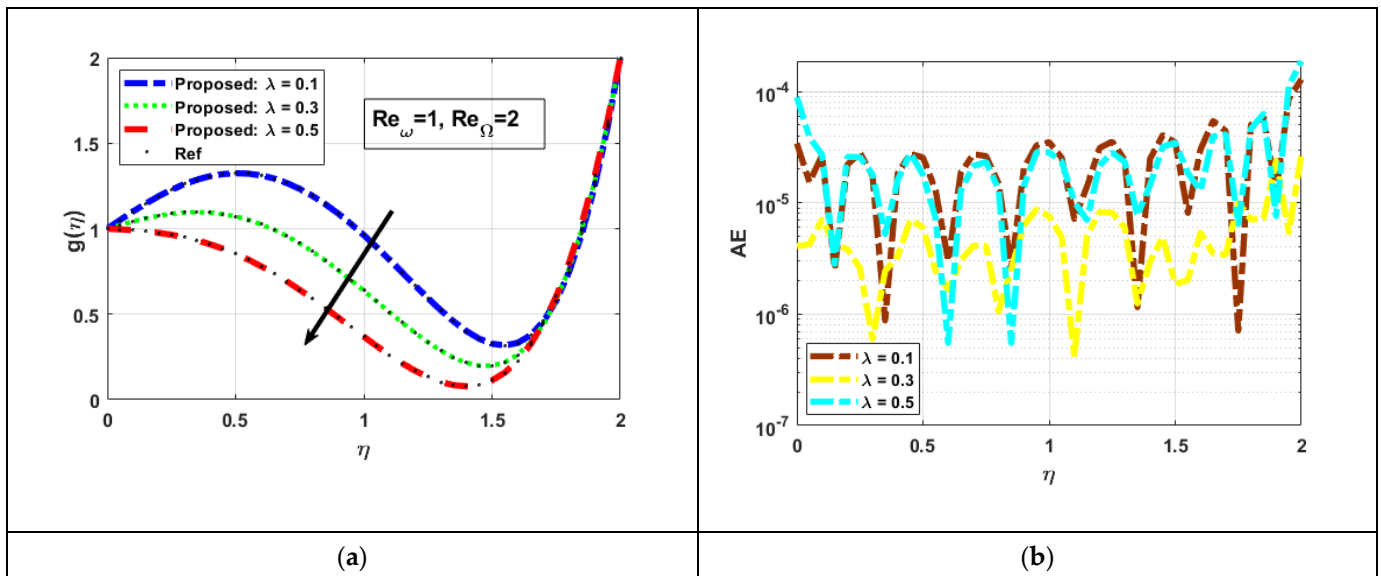 2
1.5
1
0.5
0
g(η)
0
0.5
1
1.5
2
η
Proposed: λ = 0.1
Proposed: λ = 0.3
Proposed: λ = 0.5
Ref
Re_ω=1, Re_Ω=2
(a)
10^-4
10^-5
10^-6
10^-7
AE
0
0.5
1
1.5
2
η
λ = 0.1
λ = 0.3
λ = 0.5
(b)